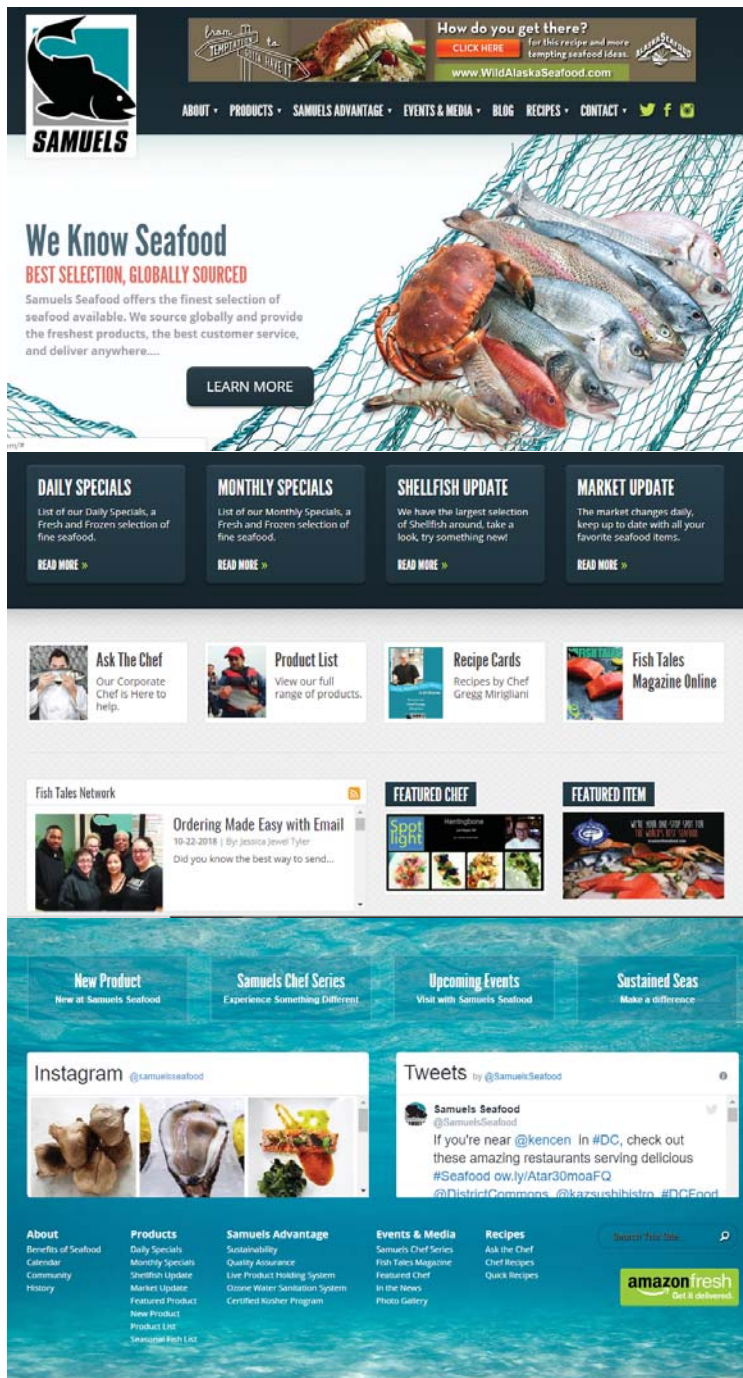 from
TEMPTATION to
GOTTA HAVE IT
How do you get there?
CLICK HERE for this recipe and more
tempting seafood ideas.
www.WildAlaskaSeafood.com
ALASKA SEAFOOD
SAMUELS
ABOUT PRODUCTS SAMUELS ADVANTAGE EVENTS & MEDIA BLOG RECIPES CONTACT
We Know Seafood
BEST SELECTION, GLOBALLY SOURCED
Samuels Seafood offers the finest selection of
seafood available. We source globally and provide
the freshest products, the best customer service,
and deliver anywhere....
LEARN MORE
DAILY SPECIALS
List of our Daily Specials, a
Fresh and Frozen selection of
fine seafood.
READ MORE »
MONTHLY SPECIALS
List of our Monthly Specials, a
Fresh and Frozen selection of
fine seafood.
READ MORE »
SHELLFISH UPDATE
We have the largest selection
of Shellfish around, take a
look, try something new!
READ MORE »
MARKET UPDATE
The market changes daily,
keep up to date with all your
favorite seafood items.
READ MORE »
Ask The Chef
Our Corporate
Chef is Here to
help.
Product List
View our full
range of products.
Recipe Cards
Recipes by Chef
Gregg Mirigliani
FISH TALES
Fish Tales
Magazine Online
Fish Tales Network
Ordering Made Easy with Email
10-22-2018 | By: Jessica Jewel Tyler
Did you know the best way to send...
FEATURED CHEF
Spot
light
FEATURED ITEM
WE'RE YOUR ONE-STOP SPOT FOR
THE WORLD'S BEST SEAFOOD
New Product
New at Samuels Seafood
Samuels Chef Series
Experience Something Different
Upcoming Events
Visit with Samuels Seafood
Sustained Seas
Make a difference
Instagram @samuelsseafood
Tweets by @SamuelsSeafood
Samuels Seafood
@SamuelsSeafood
If you're near @kencen in #DC, check out
these amazing restaurants serving delicious
#Seafood ow.ly/Atar30moaFQ
@DistrictCommons @kazsushibistro #DCFood
About
Benefits of Seafood
Calendar
Community
History
Products
Daily Specials
Monthly Specials
Shellfish Update
Market Update
Featured Product
New Product
Product List
Seasonal Fish List
Samuels Advantage
Sustainability
Quality Assurance
Live Product Holding System
Ozone Water Sanitation System
Certified Kosher Program
Events & Media
Samuels Chef Series
Fish Tales Magazine
Featured Chef
In the News
Photo Gallery
Recipes
Ask the Chef
Chef Recipes
Quick Recipes
Search This Site...
amazonfresh
Get it delivered.